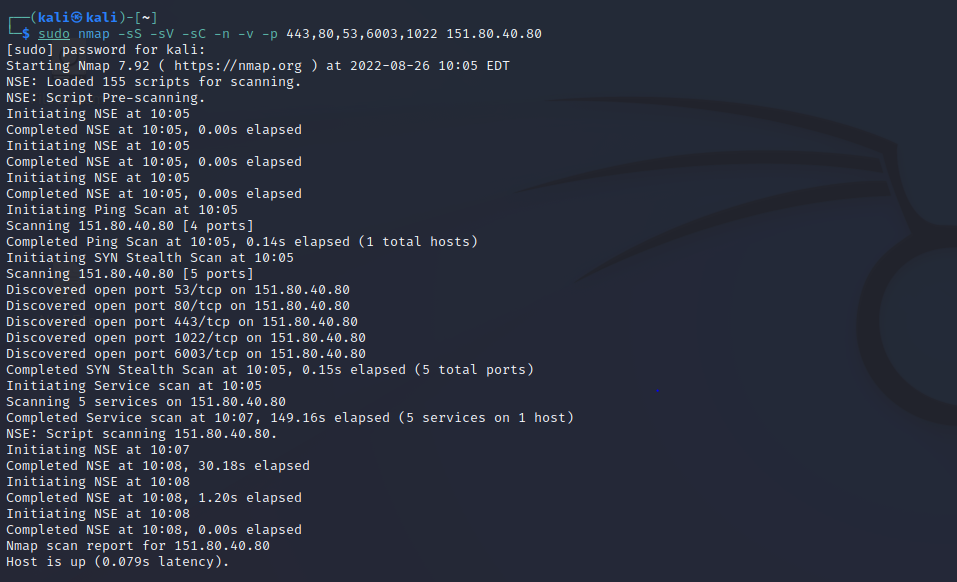 ┌──(kali㉿kali)-[~]
└─$ sudo nmap -sS -sV -sC -n -v -p 443,80,53,6003,1022 151.80.40.80
[sudo] password for kali:
Starting Nmap 7.92 ( https://nmap.org ) at 2022-08-26 10:05 EDT
NSE: Loaded 155 scripts for scanning.
NSE: Script Pre-scanning.
Initiating NSE at 10:05
Completed NSE at 10:05, 0.00s elapsed
Initiating NSE at 10:05
Completed NSE at 10:05, 0.00s elapsed
Initiating NSE at 10:05
Completed NSE at 10:05, 0.00s elapsed
Initiating Ping Scan at 10:05
Scanning 151.80.40.80 [4 ports]
Completed Ping Scan at 10:05, 0.14s elapsed (1 total hosts)
Initiating SYN Stealth Scan at 10:05
Scanning 151.80.40.80 [5 ports]
Discovered open port 53/tcp on 151.80.40.80
Discovered open port 80/tcp on 151.80.40.80
Discovered open port 443/tcp on 151.80.40.80
Discovered open port 1022/tcp on 151.80.40.80
Discovered open port 6003/tcp on 151.80.40.80
Completed SYN Stealth Scan at 10:05, 0.15s elapsed (5 total ports)
Initiating Service scan at 10:05
Scanning 5 services on 151.80.40.80
Completed Service scan at 10:07, 149.16s elapsed (5 services on 1 host)
NSE: Script scanning 151.80.40.80.
Initiating NSE at 10:07
Completed NSE at 10:08, 30.18s elapsed
Initiating NSE at 10:08
Completed NSE at 10:08, 1.20s elapsed
Initiating NSE at 10:08
Completed NSE at 10:08, 0.00s elapsed
Nmap scan report for 151.80.40.80
Host is up (0.079s latency).